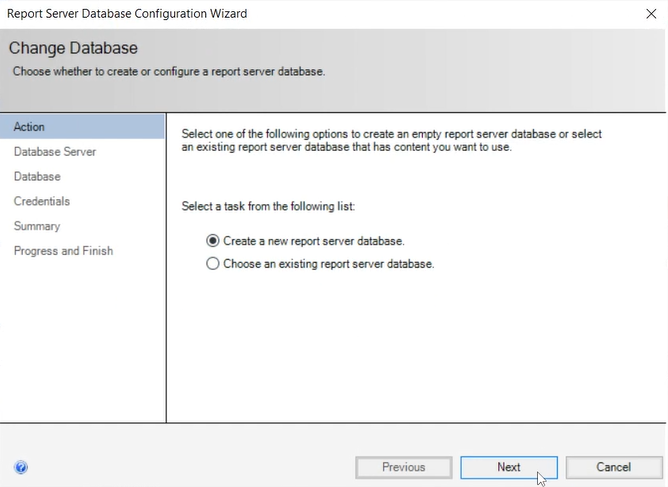 Report Server Database Configuration Wizard
Change Database
Choose whether to create or configure a report server database.
Action
Database Server
Database
Credentials
Summary
Progress and Finish
Select one of the following options to create an empty report server database or select
an existing report server database that has content you want to use.
Select a task from the following list:
Create a new report server database.
Choose an existing report server database.
?
Previous
Next
Cancel